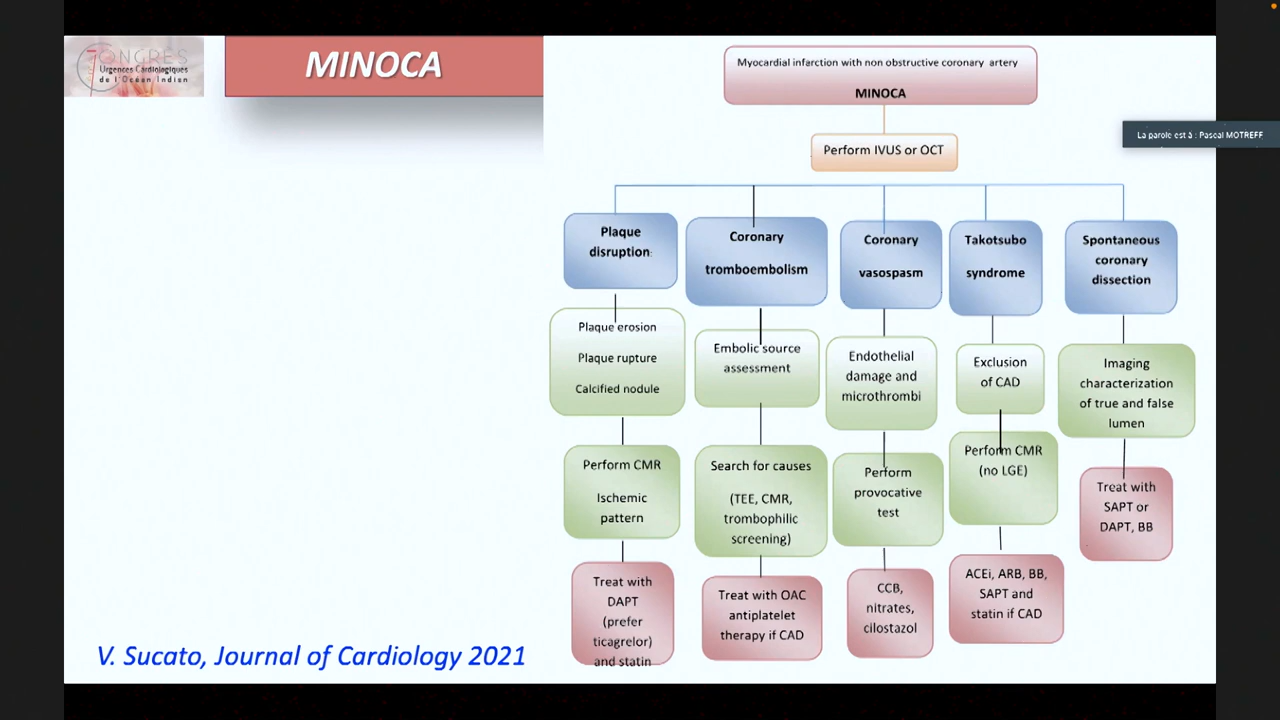 CONGRES
Urgences Cardiologiques
de l'Océan Indien
MINOCA
Myocardial infarction with non obstructive coronary artery
MINOCA
La parole est à : Pascal MOTREFF
Perform IVUS or OCT
Plaque
disruption:
Coronary
tromboembolism
Coronary
vasospasm
Takotsubo
syndrome
Spontaneous
coronary
dissection
Plaque erosion
Plaque rupture
Calcified nodule
Embolic source
assessment
Endothelial
damage and
microthrombi
Exclusion
of CAD
Imaging
characterization
of true and false
lumen
Perform CMR
Ischemic
pattern
Search for causes
(TEE, CMR,
trombophilic
screening)
Perform
provocative
test
Perform CMR
(no LGE)
Treat with
SAPT or
DAPT, BB
Treat with
DAPT
(prefer
ticagrelor)
and statin
Treat with OAC
antiplatelet
therapy if CAD
CCB,
nitrates,
cilostazol
ACEi, ARB, BB,
SAPT and
statin if CAD
V. Sucato, Journal of Cardiology 2021